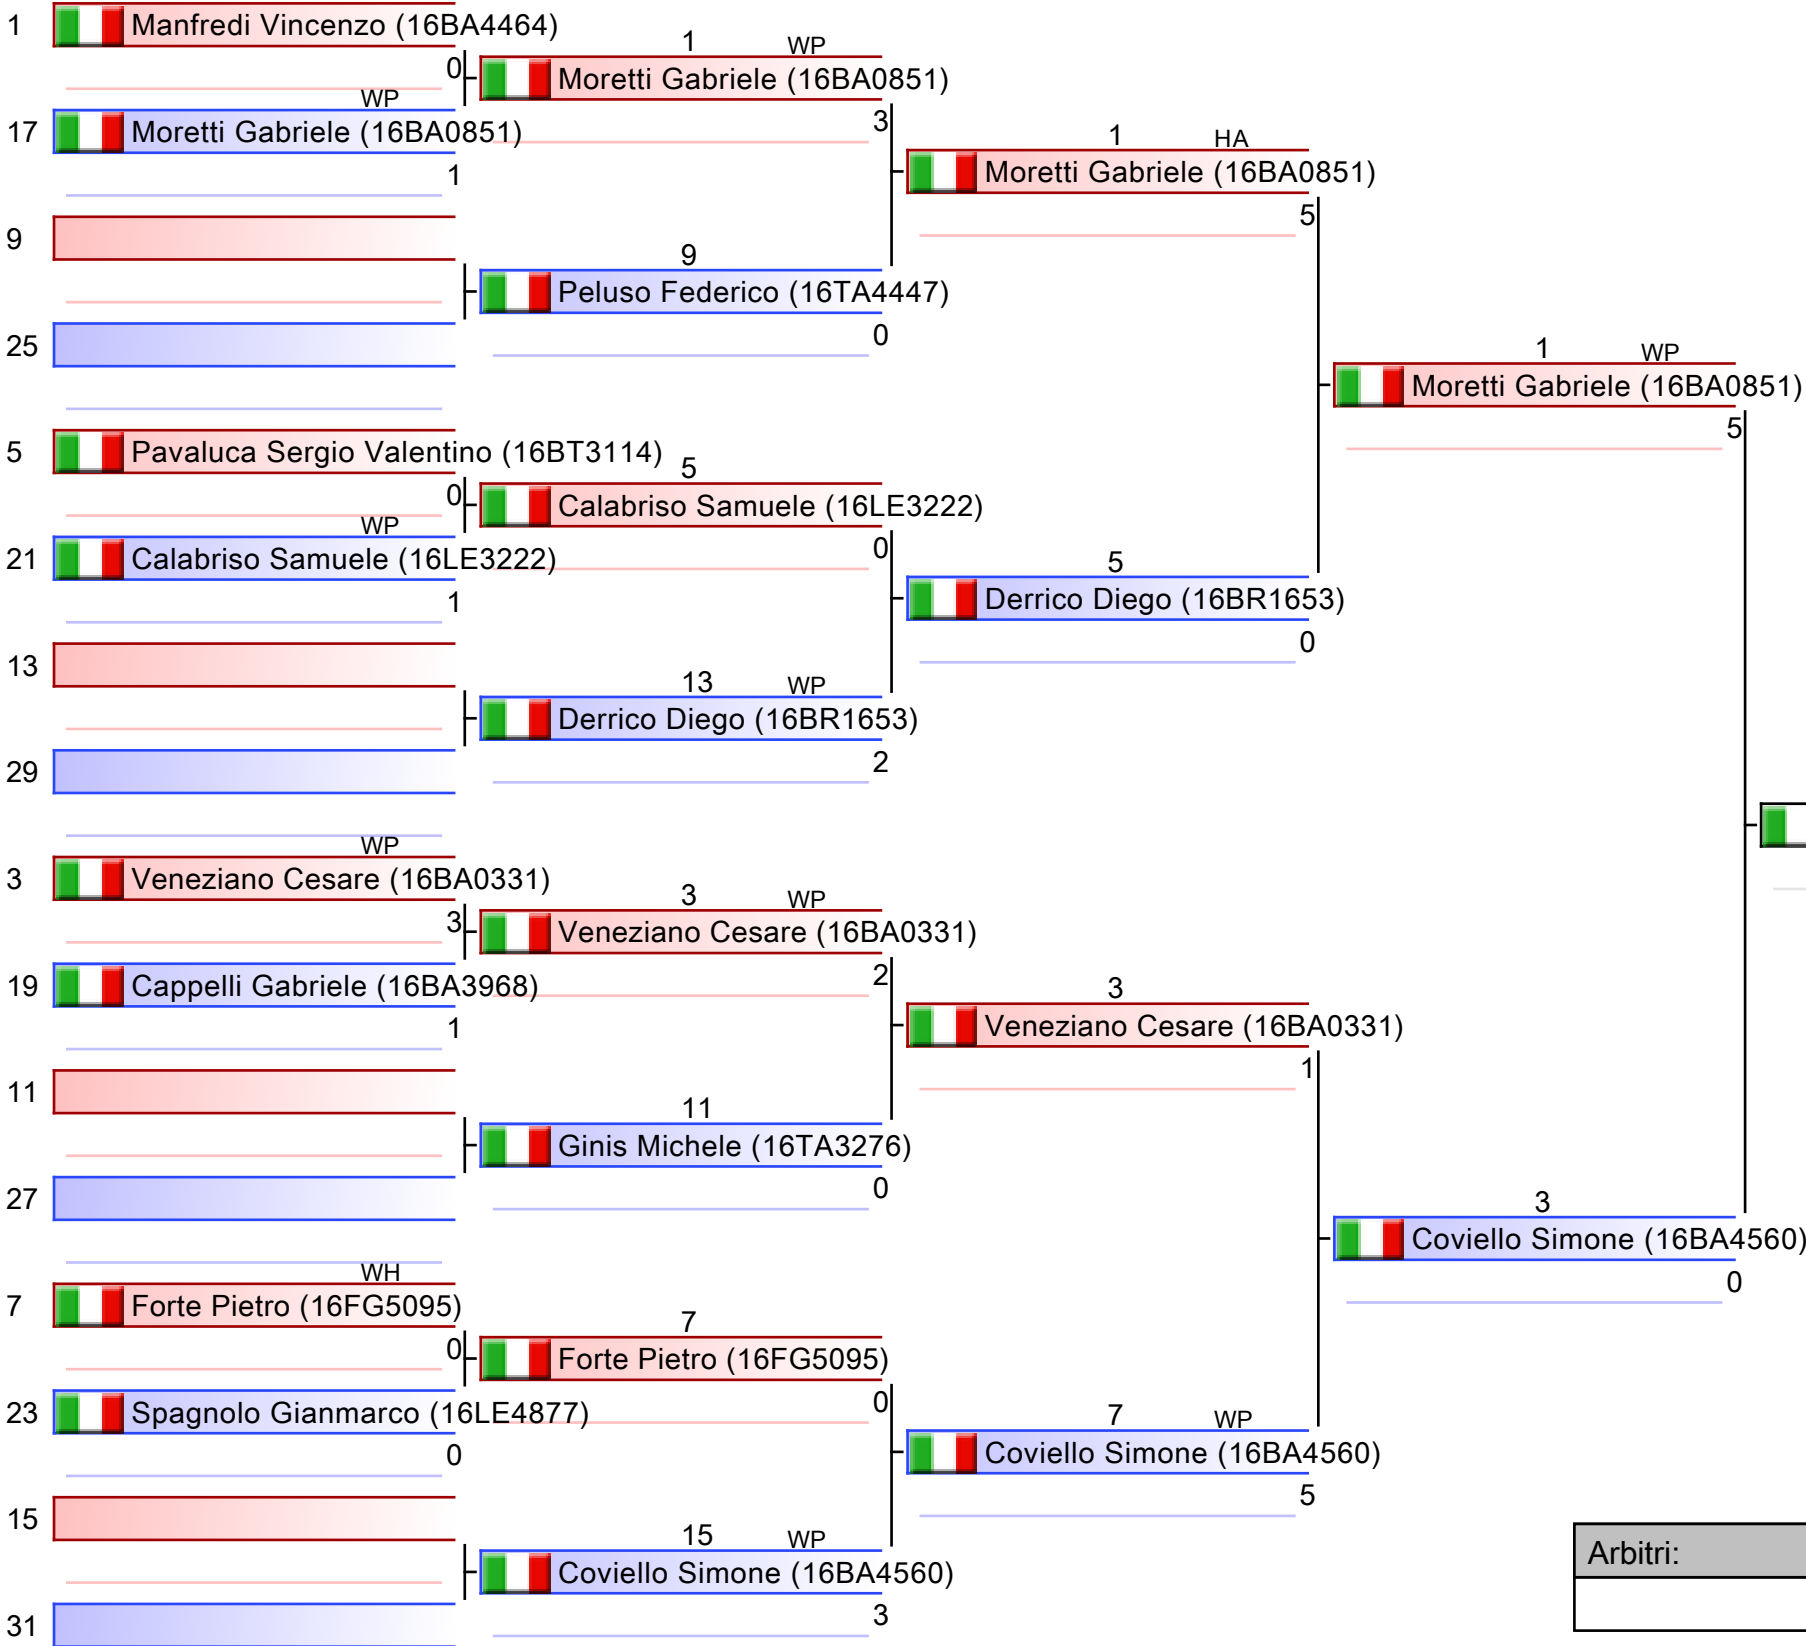 1 Manfredi Vincenzo (16BA4464)
0
WP
17 Moretti Gabriele (16BA0851)
1
9
25
5 Pavaluca Sergio Valentino (16BT3114)
0
WP
21 Calabriso Samuele (16LE3222)
1
13
29
WP
3 Veneziano Cesare (16BA0331)
3
19 Cappelli Gabriele (16BA3968)
1
11
27
WH
7 Forte Pietro (16FG5095)
0
23 Spagnolo Gianmarco (16LE4877)
0
15
31
1 WP
Moretti Gabriele (16BA0851)
3
9
Peluso Federico (16TA4447)
0
5
Calabriso Samuele (16LE3222)
0
13 WP
Derrico Diego (16BR1653)
2
3 WP
Veneziano Cesare (16BA0331)
2
11
Ginis Michele (16TA3276)
0
7
Forte Pietro (16FG5095)
0
15 WP
Coviello Simone (16BA4560)
3
1 HA
Moretti Gabriele (16BA0851)
5
5
Derrico Diego (16BR1653)
0
3
Veneziano Cesare (16BA0331)
1
7 WP
Coviello Simone (16BA4560)
5
1 WP
Moretti Gabriele (16BA0851)
5
3
Coviello Simone (16BA4560)
0
Arbitri: